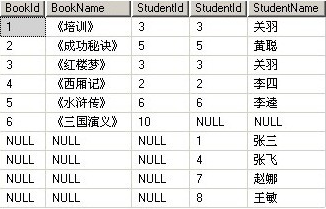 BookId BookName StudentId StudentId StudentName
1 《培训》 3 3 关羽
2 《成功秘诀》 5 5 黄聪
3 《红楼梦》 3 3 关羽
4 《西厢记》 2 2 李四
5 《水浒传》 6 6 李逵
6 《三国演义》 10 NULL NULL
NULL NULL NULL 1 张三
NULL NULL NULL 4 张飞
NULL NULL NULL 7 赵娜
NULL NULL NULL 8 王敏